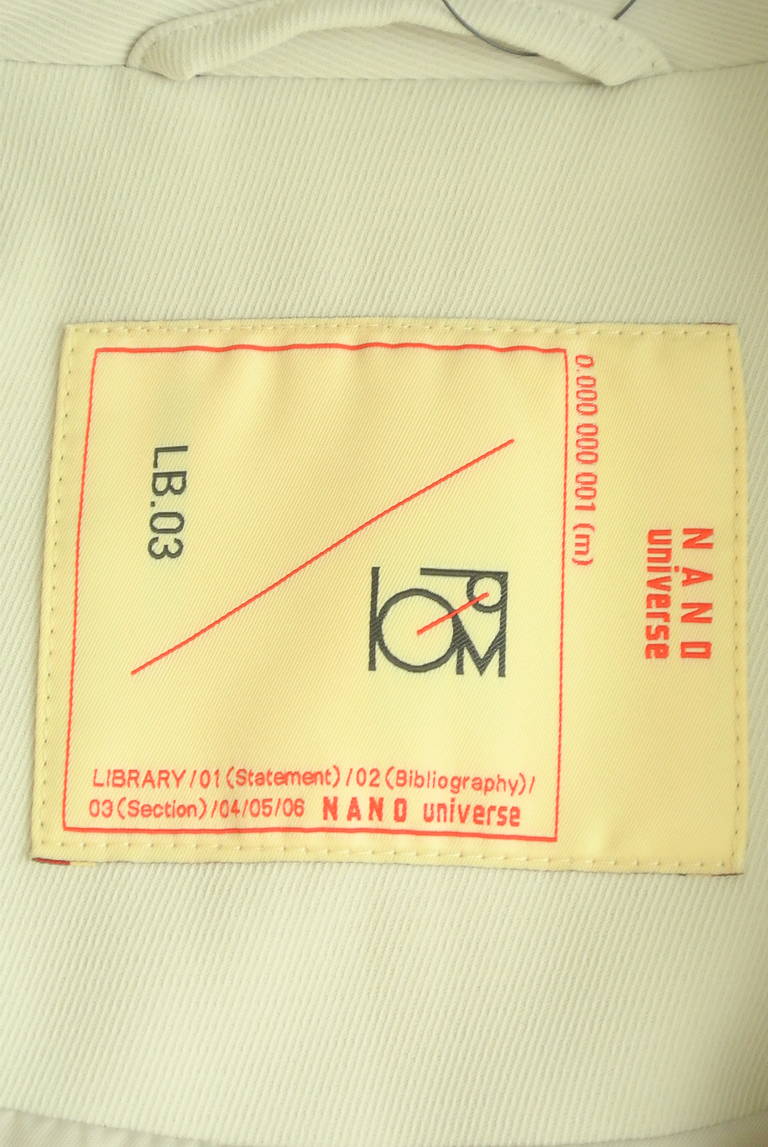 NANO
universe
0.000 000 001 (m)
LB.03
LIBRARY/01(Statement)/02(Bibliography)/
03(Section)/04/05/06 NANO universe